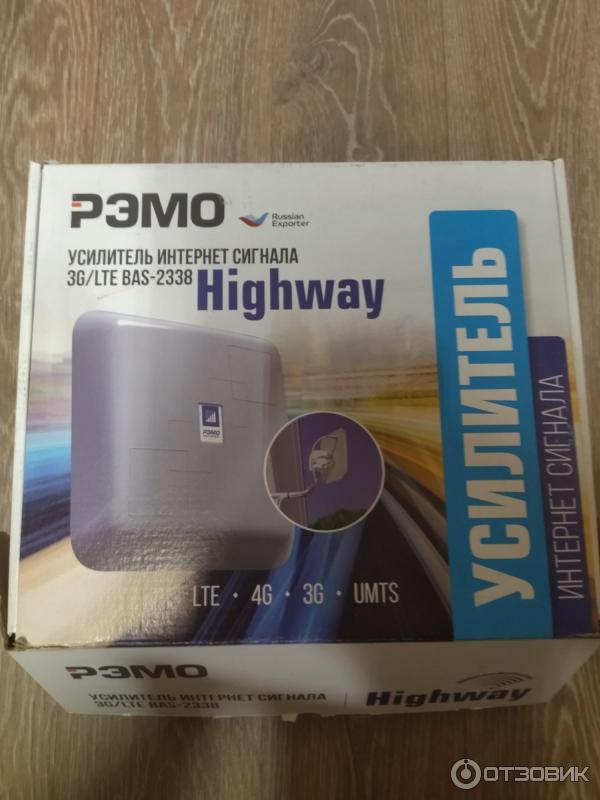 РЭМО
Russian
Exporter
УСИЛИТЕЛЬ ИНТЕРНЕТ СИГНАЛА
3G/LTE BAS-2338 Highway
РЭМО
LTE • 4G • 3G • UMTS
УСИЛИТЕЛЬ
ИНТЕРНЕТ СИГНАЛА
РЭМО
УСИЛИТЕЛЬ ИНТЕРНЕТ СИГНАЛА
3G/LTE BAS-2338
Highway
ОТЗОВИК